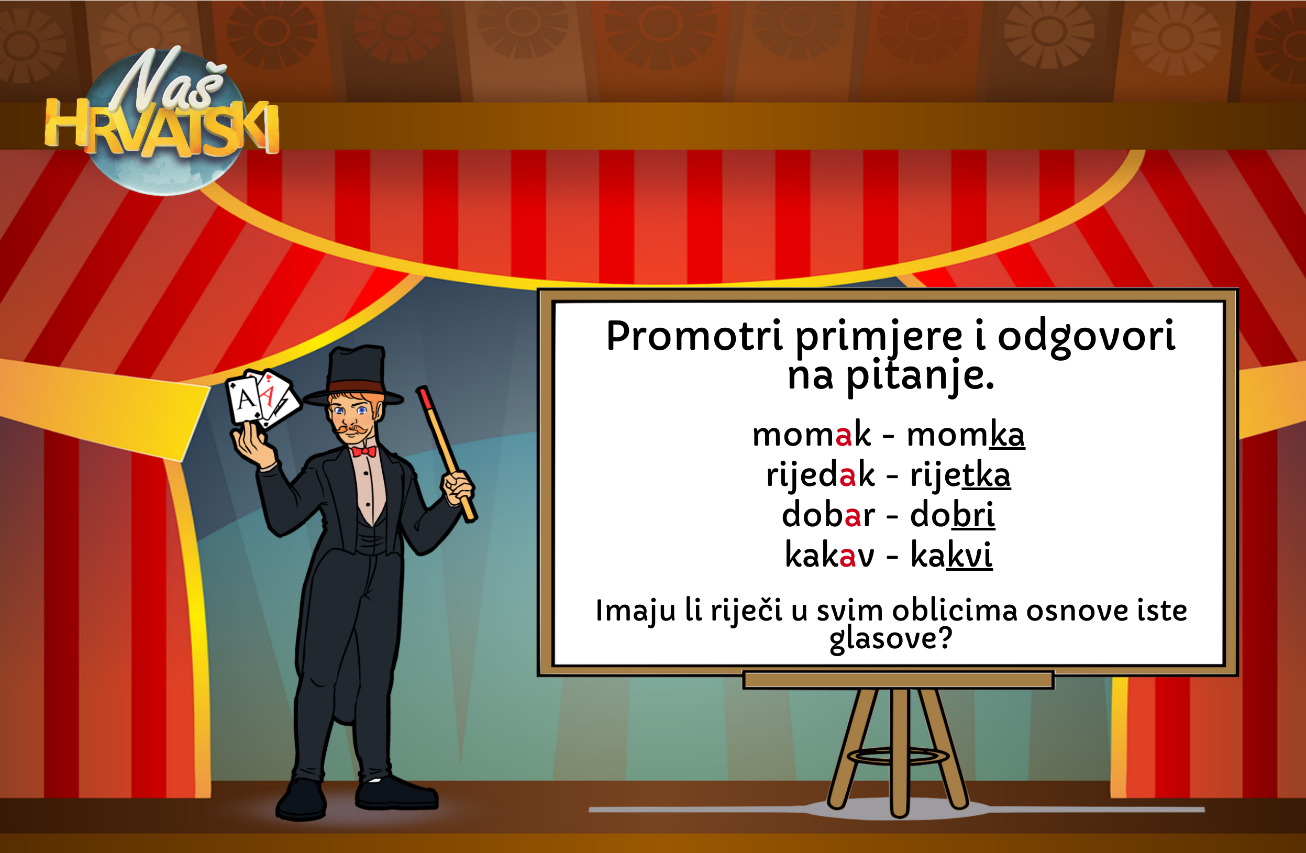 Naš
HRVATSKI
Promotri primjere i odgovori
na pitanje.
momak - momka
rijedak - rijetka
dobar - dobri
kakav - kakvi
Imaju li riječi u svim oblicima osnove iste
glasove?
A A